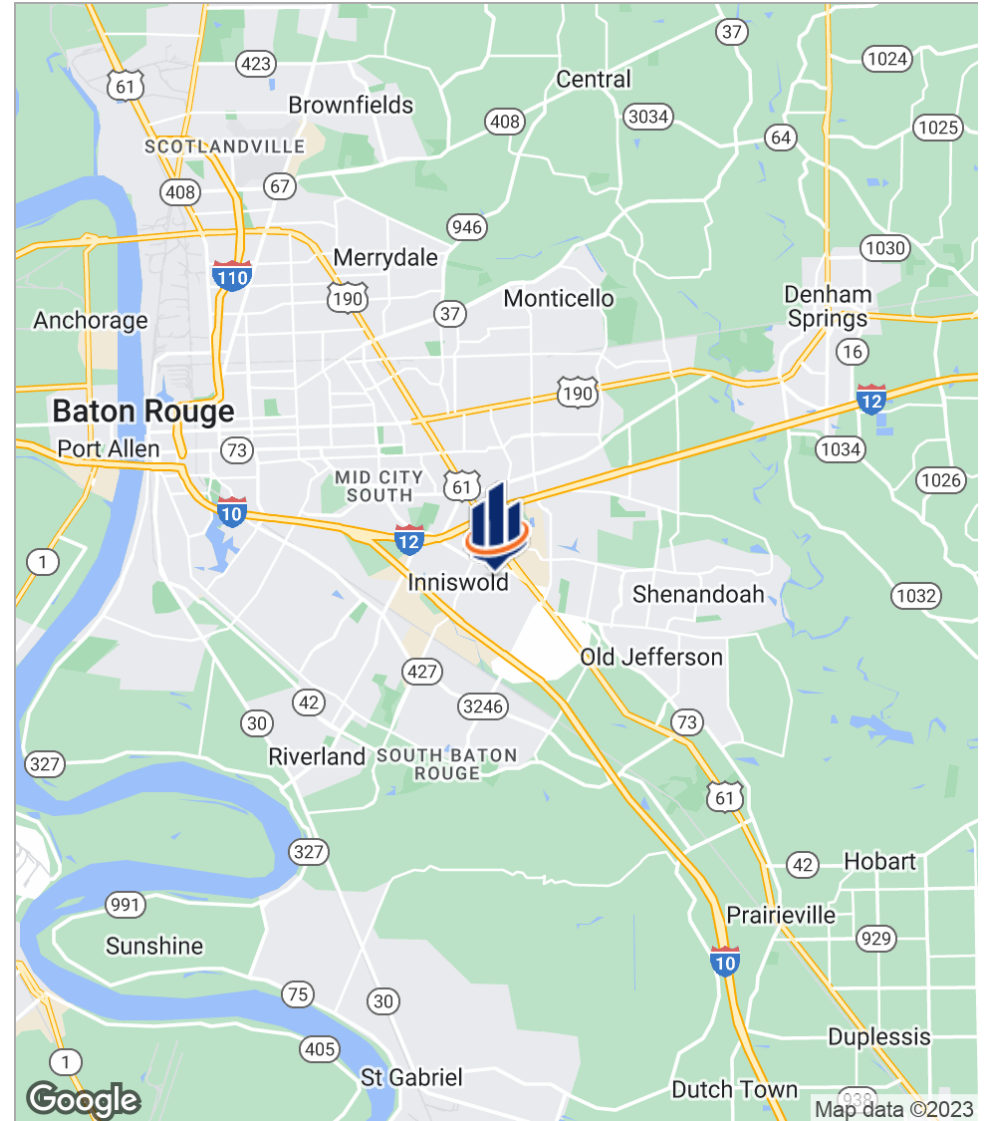 37
1024
423
61
Central
Brownfields
408
3034
1025
64
SCOTLANDVILLE
408
67
946
1030
Merrydale
110
190
Monticello
Denham
Springs
37
Anchorage
16
190
12
Baton Rouge
Port Allen
73
1034
MID CITY
SOUTH
61
1026
10
12
1
Inniswold
Shenandoah
1032
Old Jefferson
427
42
3246
30
73
Riverland
SOUTH BATON
ROUGE
327
61
327
42
Hobart
991
Prairieville
Sunshine
929
10
75
30
405
Duplessis
1
St Gabriel
Dutch Town
938
Google
Map data ©2023